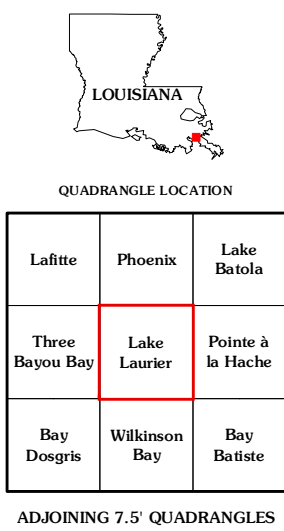 LOUISIANA
QUADRANGLE LOCATION
Lafitte
Phoenix
Lake
Batola
Three
Bayou Bay
Lake
Laurier
Pointe à
la Hache
Bay
Dosgris
Wilkinson
Bay
Bay
Batiste
ADJOINING 7.5' QUADRANGLES